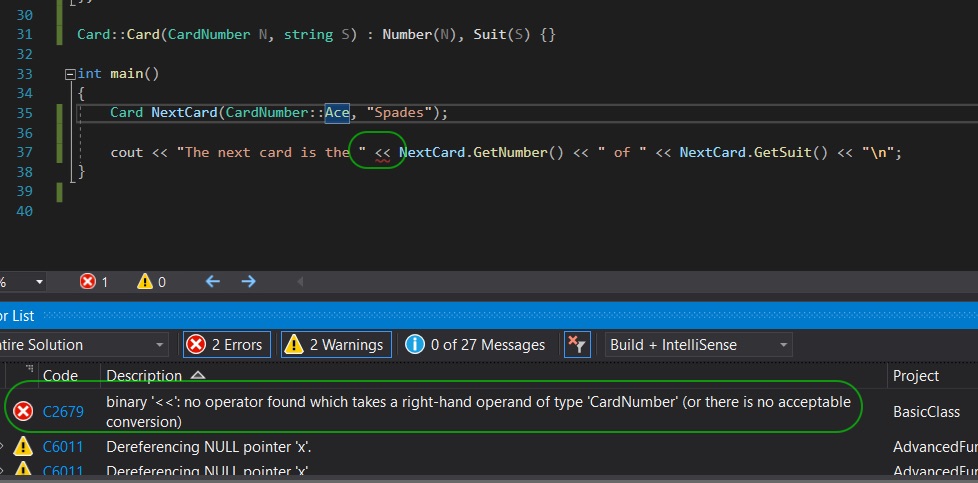 30
31 Card::Card(CardNumber N, string S) : Number(N), Suit(S) {}
32
33 int main()
34 {
35 Card NextCard(CardNumber::Ace, "Spades");
36
37 cout << "The next card is the " << NextCard.GetNumber() << " of " << NextCard.GetSuit() << "\n";
38 }
39
40
% 1 0
or List
tire Solution 2 Errors 2 Warnings 0 of 27 Messages Build + IntelliSense
Code Description Project
C2679 binary '<<': no operator found which takes a right-hand operand of type 'CardNumber' (or there is no acceptable BasicClass
conversion)
C6011 Dereferencing NULL pointer 'x'. AdvancedFun
C6011 Dereferencing NULL pointer 'x'. AdvancedFun